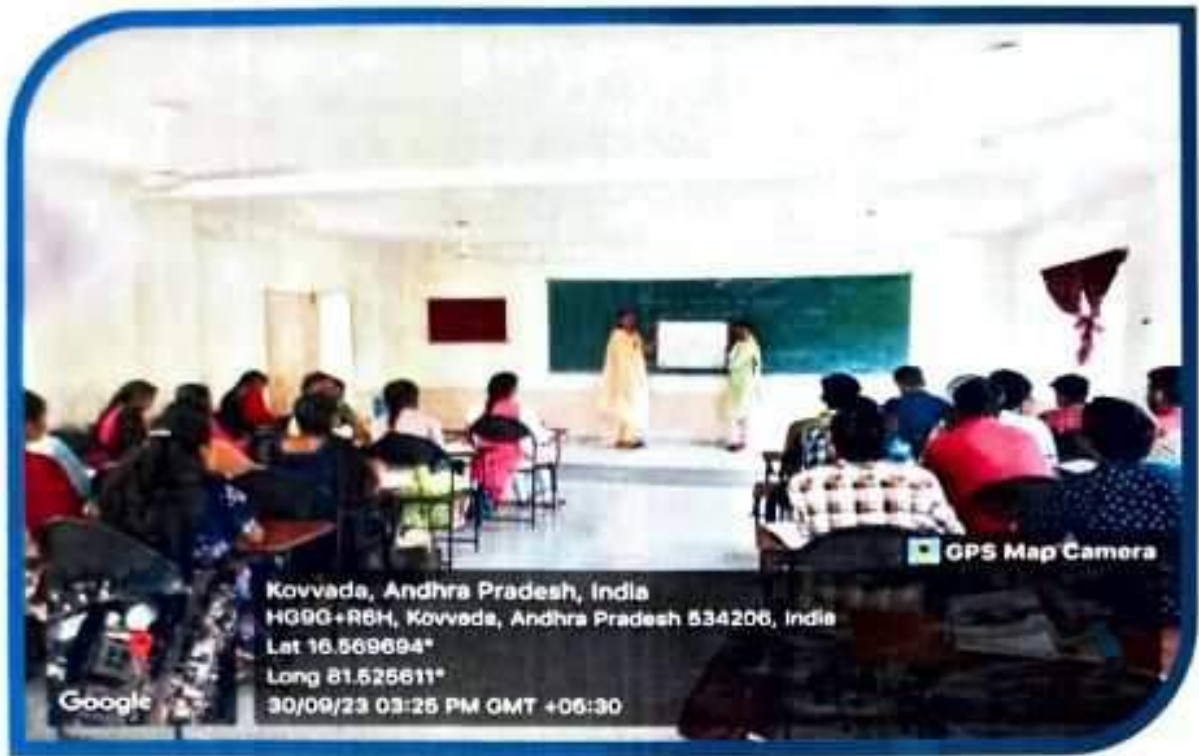 GPS Map Camera
Kovvada, Andhra Pradesh, India
HG9G+R6H, Kovvada, Andhra Pradesh 534206, India
Lat 16.569694°
Long 81.525611°
30/09/23 03:25 PM GMT +05:30
Google